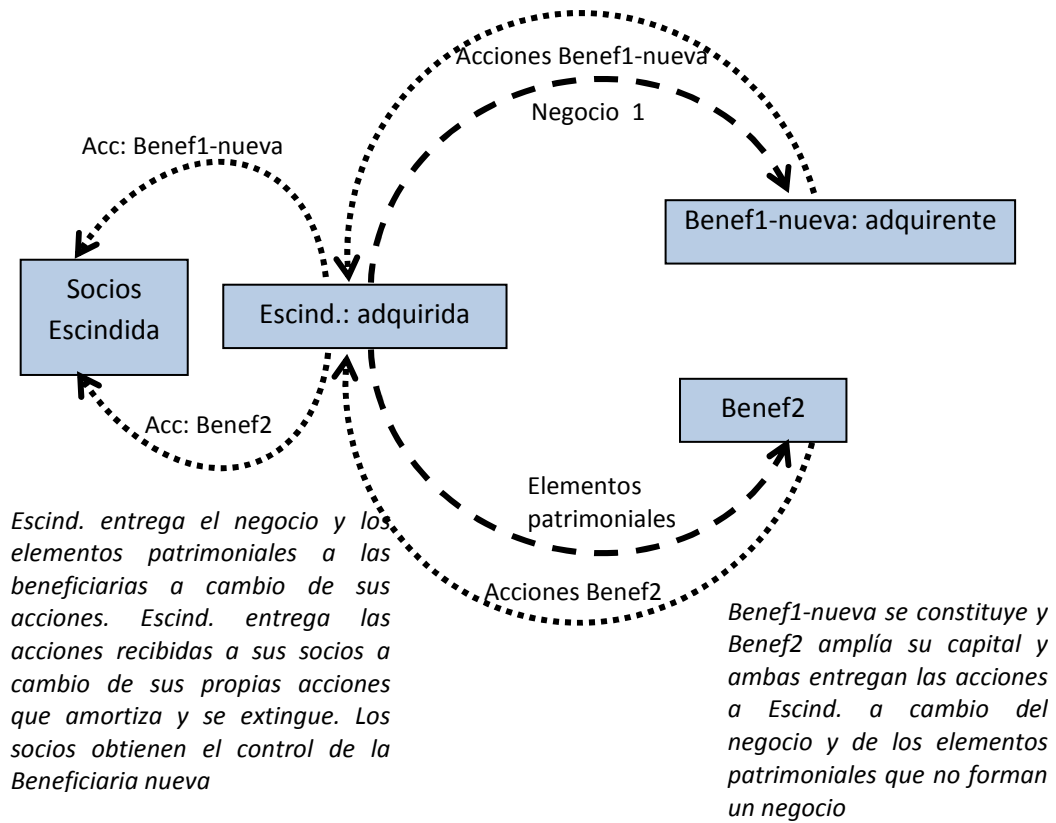 Acciones Benef1-nueva
Negocio 1
Acc: Benef1-nueva
Benef1-nueva: adquirente
Socios
Escindida
Escind.: adquirida
Benef2
Acc: Benef2
Elementos
patrimoniales
Acciones Benef2
Escind. entrega el negocio y los
elementos patrimoniales a las
beneficiarias a cambio de sus
acciones. Escind. entrega las
acciones recibidas a sus socios a
cambio de sus propias acciones
que amortiza y se extingue. Los
socios obtienen el control de la
Beneficiaria nueva
Benef1-nueva se constituye y
Benef2 amplía su capital y
ambas entregan las acciones
a Escind. a cambio del
negocio y de los elementos
patrimoniales que no forman
un negocio